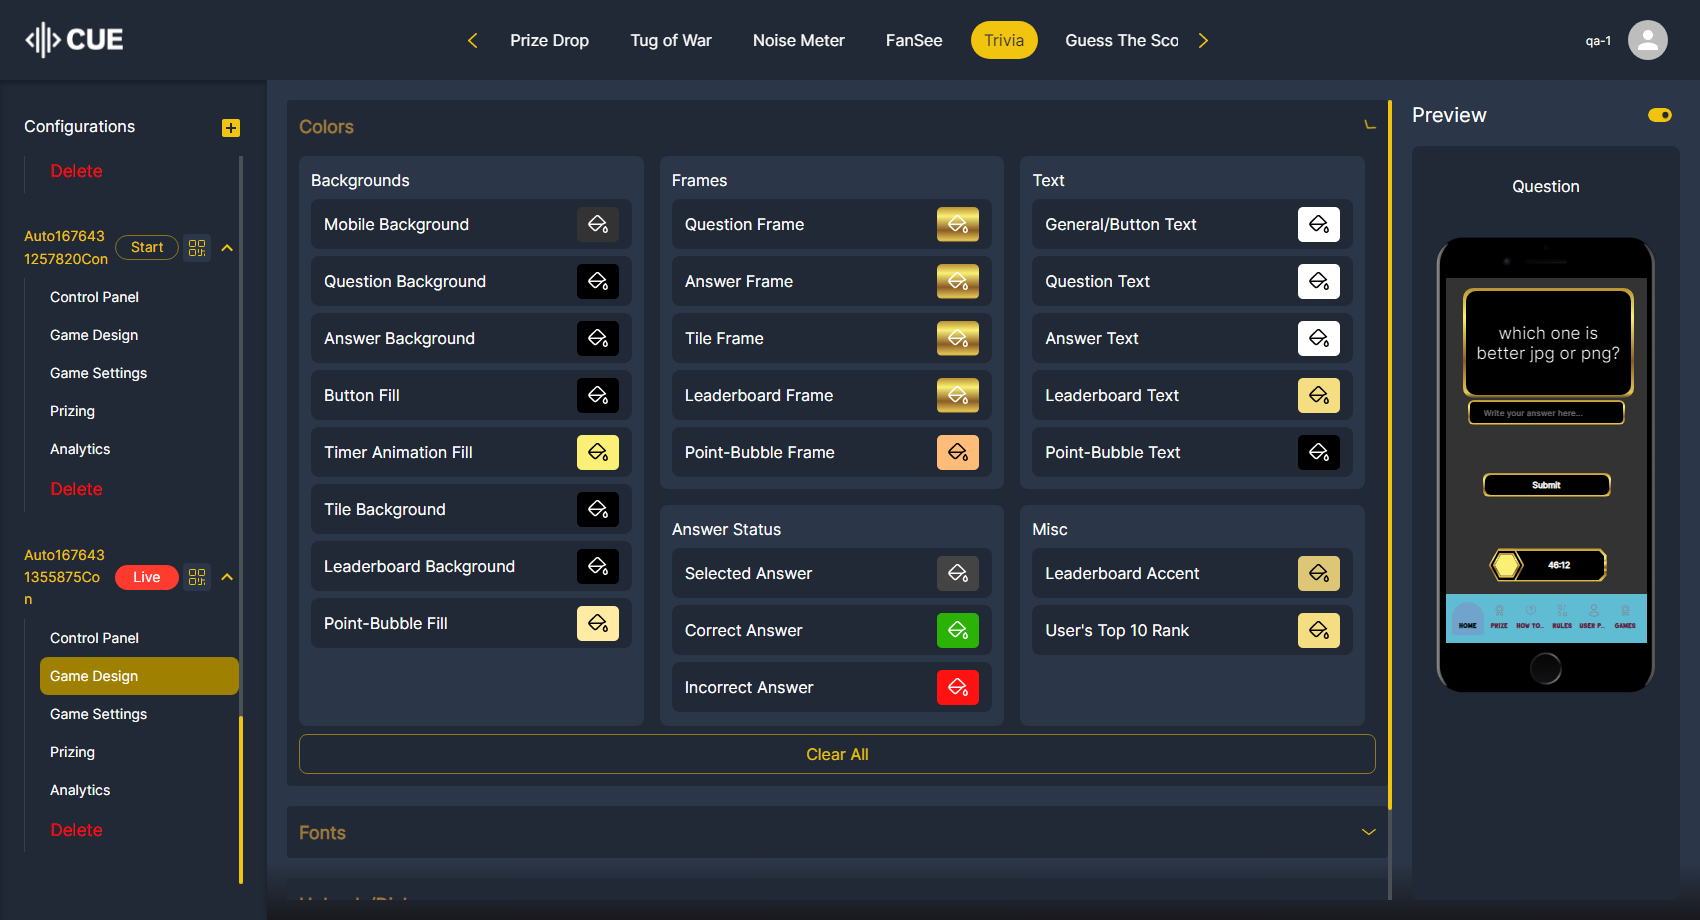 CUE
Prize Drop
Tug of War
Noise Meter
FanSee
Trivia
Guess The Sco
qa-1
Configurations
Delete
Auto167643
1257820Con
Start
Control Panel
Game Design
Game Settings
Prizing
Analytics
Delete
Auto167643
1355875Co
n
Live
Control Panel
Game Design
Game Settings
Prizing
Analytics
Delete
Colors
Backgrounds
Mobile Background
Question Background
Answer Background
Button Fill
Timer Animation Fill
Tile Background
Leaderboard Background
Point-Bubble Fill
Frames
Question Frame
Answer Frame
Tile Frame
Leaderboard Frame
Point-Bubble Frame
Text
General/Button Text
Question Text
Answer Text
Leaderboard Text
Point-Bubble Text
Answer Status
Selected Answer
Correct Answer
Incorrect Answer
Misc
Leaderboard Accent
User's Top 10 Rank
Clear All
Fonts
Preview
Question
which one is
better jpg or png?
Write your answer here...
Submit
46:12
HOME
PRIZE
HOW TO..
RULES
USER P..
GAMES